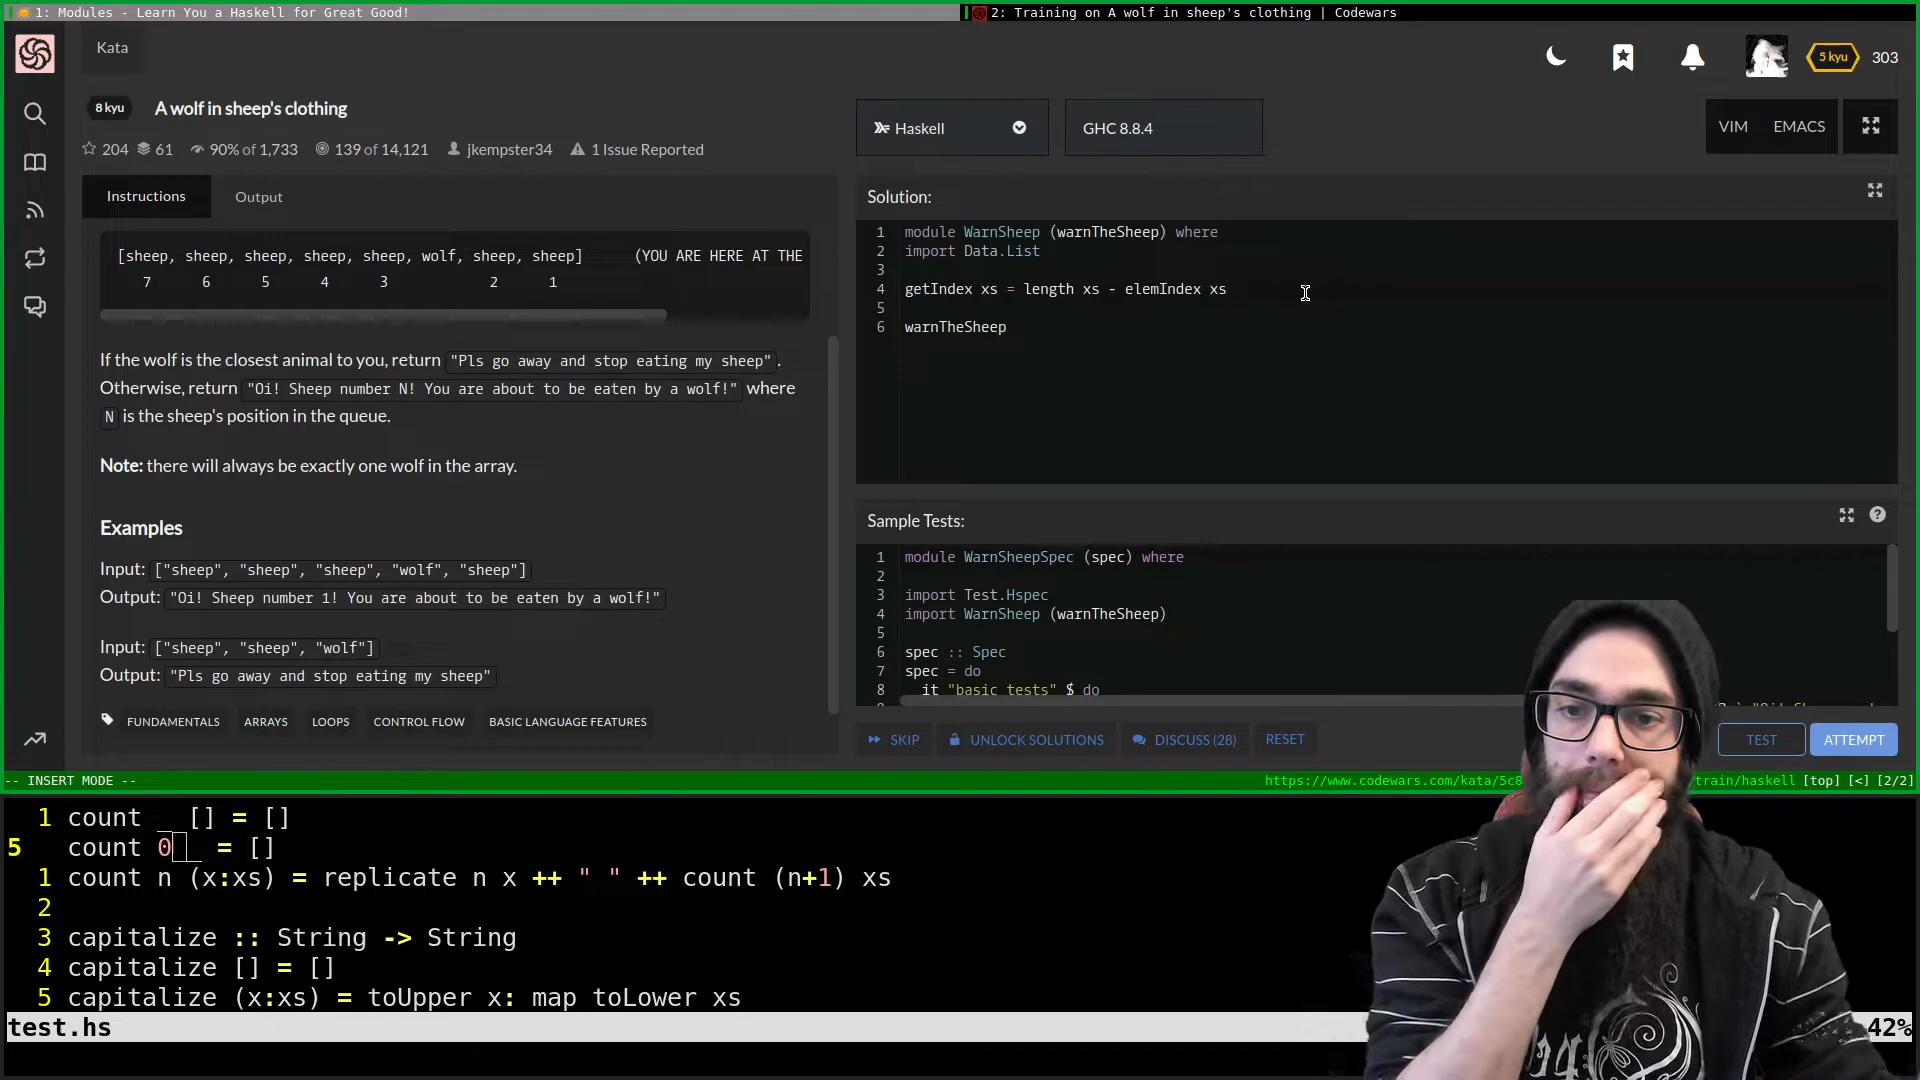 1: Modules - Learn You a Haskell for Great Good!
2: Training on A wolf in sheep's clothing | Codewars
Kata
5 kyu
303
8 kyu
A wolf in sheep's clothing
204 61 90% of 1,733 139 of 14,121 jkempster34 1 Issue Reported
Haskell
GHC 8.8.4
VIM EMACS
Instructions
Output
[sheep, sheep, sheep, sheep, sheep, wolf, sheep, sheep] (YOU ARE HERE AT THE
7 6 5 4 3 2 1
If the wolf is the closest animal to you, return "Pls go away and stop eating my sheep".
Otherwise, return "Oi! Sheep number N! You are about to be eaten by a wolf!" where
N is the sheep's position in the queue.
Note: there will always be exactly one wolf in the array.
Examples
Input: ["sheep", "sheep", "sheep", "wolf", "sheep"]
Output: "Oi! Sheep number 1! You are about to be eaten by a wolf!"
Input: ["sheep", "sheep", "wolf"]
Output: "Pls go away and stop eating my sheep"
FUNDAMENTALS ARRAYS LOOPS CONTROL FLOW BASIC LANGUAGE FEATURES
Solution:
1 module WarnSheep (warnTheSheep) where
2 import Data.List
3
4 getIndex xs = length xs - elemIndex xs
5
6 warnTheSheep
Sample Tests:
1 module WarnSheepSpec (spec) where
2
3 import Test.Hspec
4 import WarnSheep (warnTheSheep)
5
6 spec :: Spec
7 spec = do
8 it "basic tests" $ do
SKIP UNLOCK SOLUTIONS DISCUSS (28) RESET TEST ATTEMPT
-- INSERT MODE --
https://www.codewars.com/kata/5c8
train/haskell [top] [<] [2/2]
1 count _ [] = []
5 count 0 _ = []
1 count n (x:xs) = replicate n x ++ " " ++ count (n+1) xs
2
3 capitalize :: String -> String
4 capitalize [] = []
5 capitalize (x:xs) = toUpper x: map toLower xs
test.hs
42%